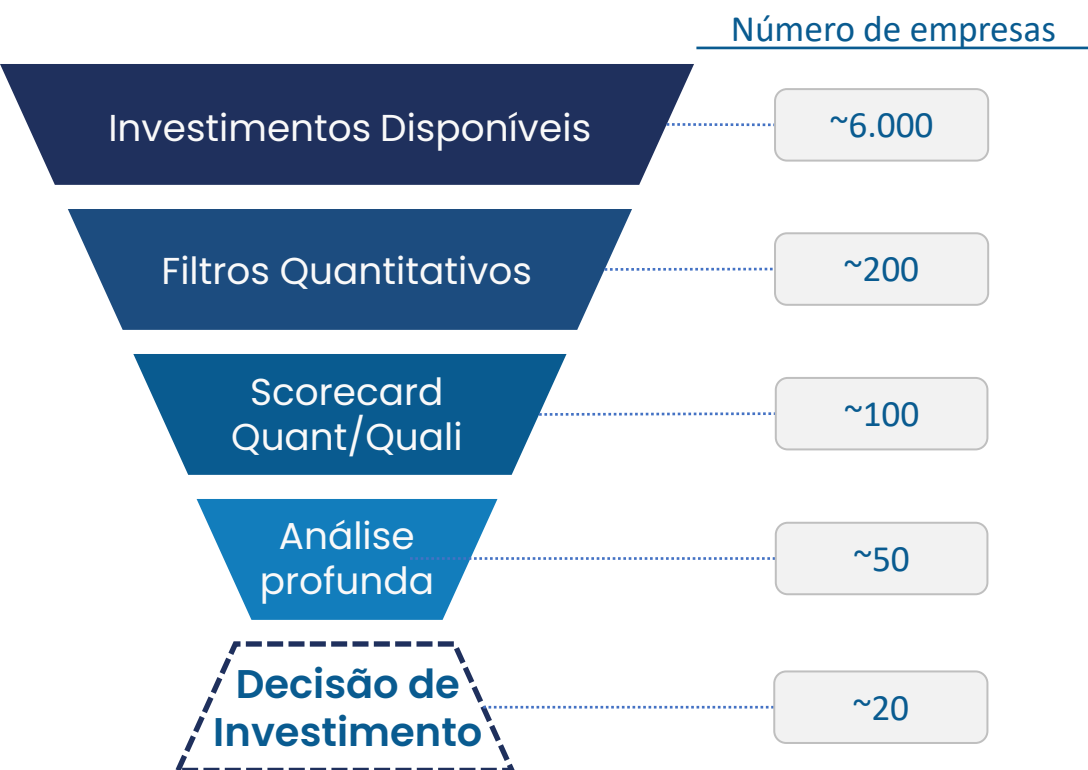 Número de empresas
Investimentos Disponíveis
~6.000
Filtros Quantitativos
~200
Scorecard
Quant/Quali
~100
Análise
profunda
~50
Decisão de
Investimento
~20